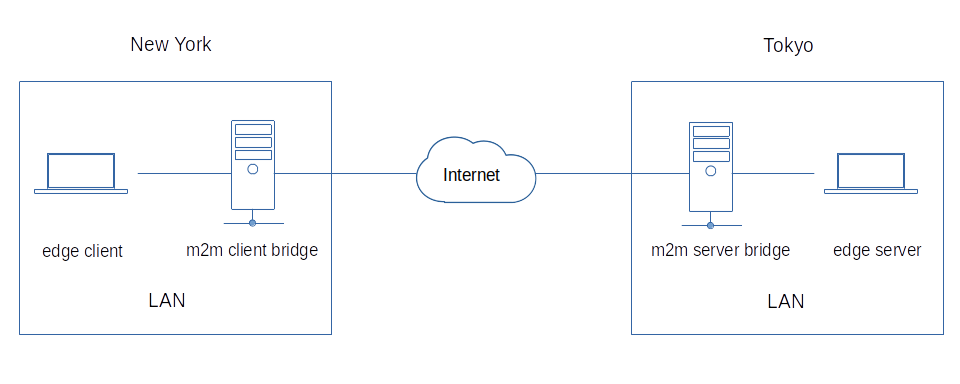 New York
Tokyo
Internet
edge client
m2m client bridge
m2m server bridge
edge server
LAN
LAN